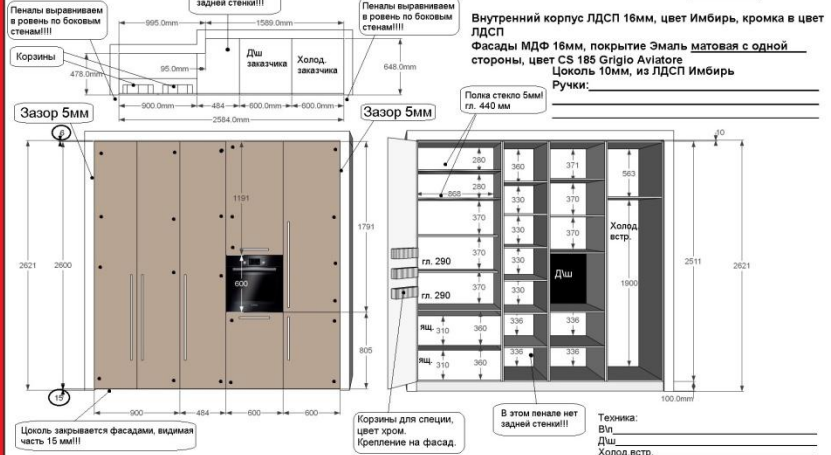 задней стенки!!!
Пеналы выравниваем
в ровень по боковым
стенам!!!!
Корзины
995.0mm
1589.0mm
95.0mm
478.0mm
648.0mm
Д\ш
заказчика
Холод.
заказчика
900.0mm
484
600.0mm
600.0mm
2584.0mm
Пеналы выравниваем
в ровень по боковым
стенам!!!!
Внутренний корпус ЛДСП 16мм, цвет Имбирь, кромка в цвет
ЛДСП
Фасады МДФ 16мм, покрытие Эмаль матовая с одной
стороны, цвет CS 185 Grigio Aviatore
Цоколь 10мм, из ЛДСП Имбирь
Ручки:
Зазор 5мм
Зазор 5мм
6
2621
2600
15
1191
600
1791
805
900
484
600
600
Цоколь закрывается фасадами, видимая
часть 15 мм!!!
Полка стекло 5мм!
гл. 440 мм
10
280
360
371
563
868
280
330
370
370
330
370
Холод.
встр.
370
330
гл. 290
Д\ш
2511
2621
370
330
1900
гл. 290
ящ.
310
360
336
336
ящ.
310
360
336
336
100.0mm
Корзины для специи,
цвет хром.
Крепление на фасад.
В этом пенале нет
задней стенки!!!
Техника:
В\п
Д\ш
Холод.встр.